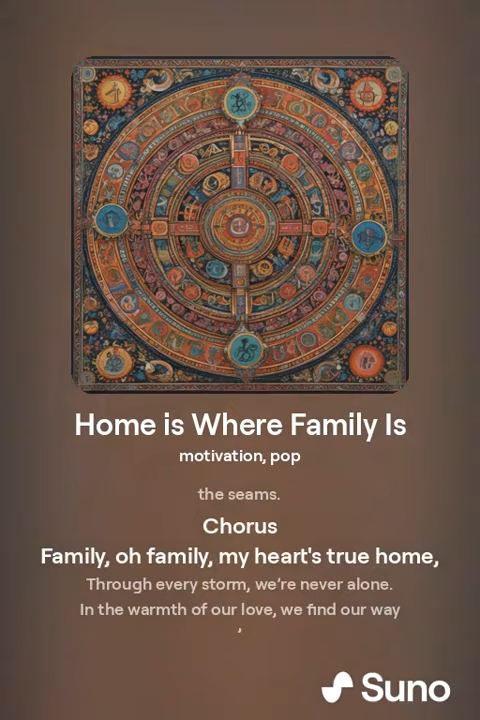 Home is Where Family Is
motivation, pop
the seams.
Chorus
Family, oh family, my heart's true home,
Through every storm, we’re never alone.
In the warmth of our love, we find our way
,
Suno